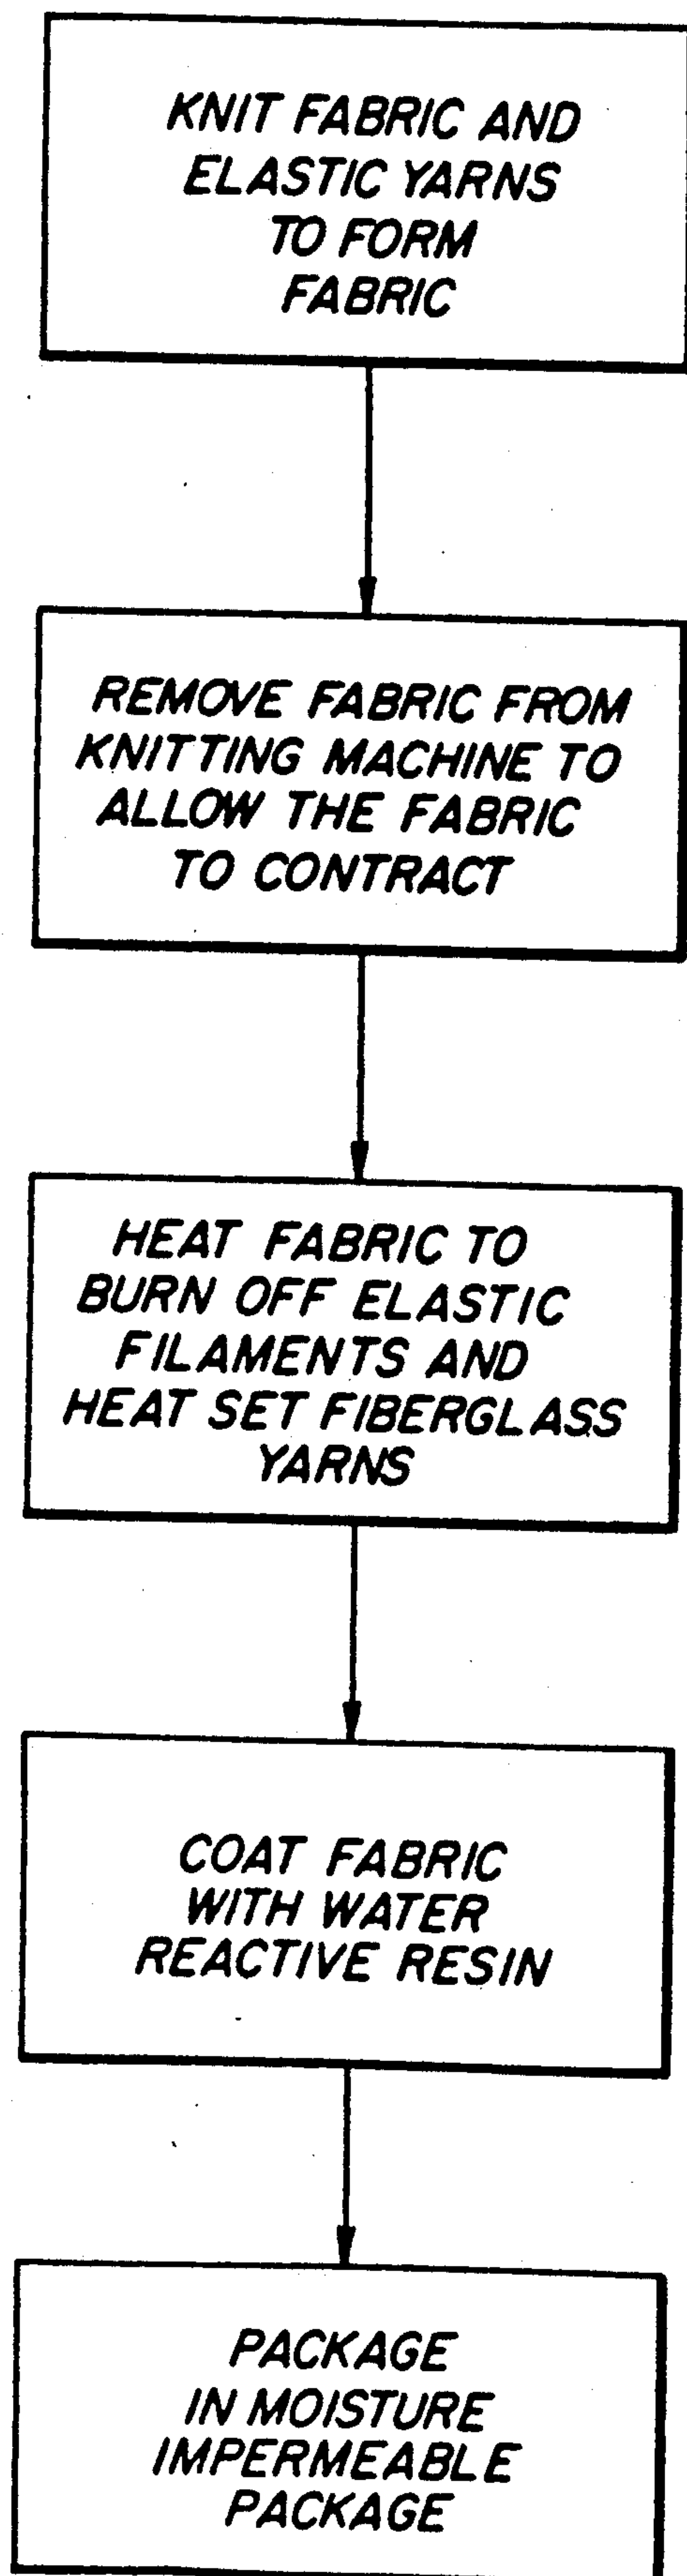 KNIT FABRIC AND
ELASTIC YARNS
TO FORM
FABRIC
REMOVE FABRIC FROM
KNITTING MACHINE TO
ALLOW THE FABRIC
TO CONTRACT
HEAT FABRIC TO
BURN OFF ELASTIC
FILAMENTS AND
HEAT SET FIBERGLASS
YARNS
COAT FABRIC
WITH WATER
REACTIVE RESIN
PACKAGE
IN MOISTURE
IMPERMEABLE
PACKAGE